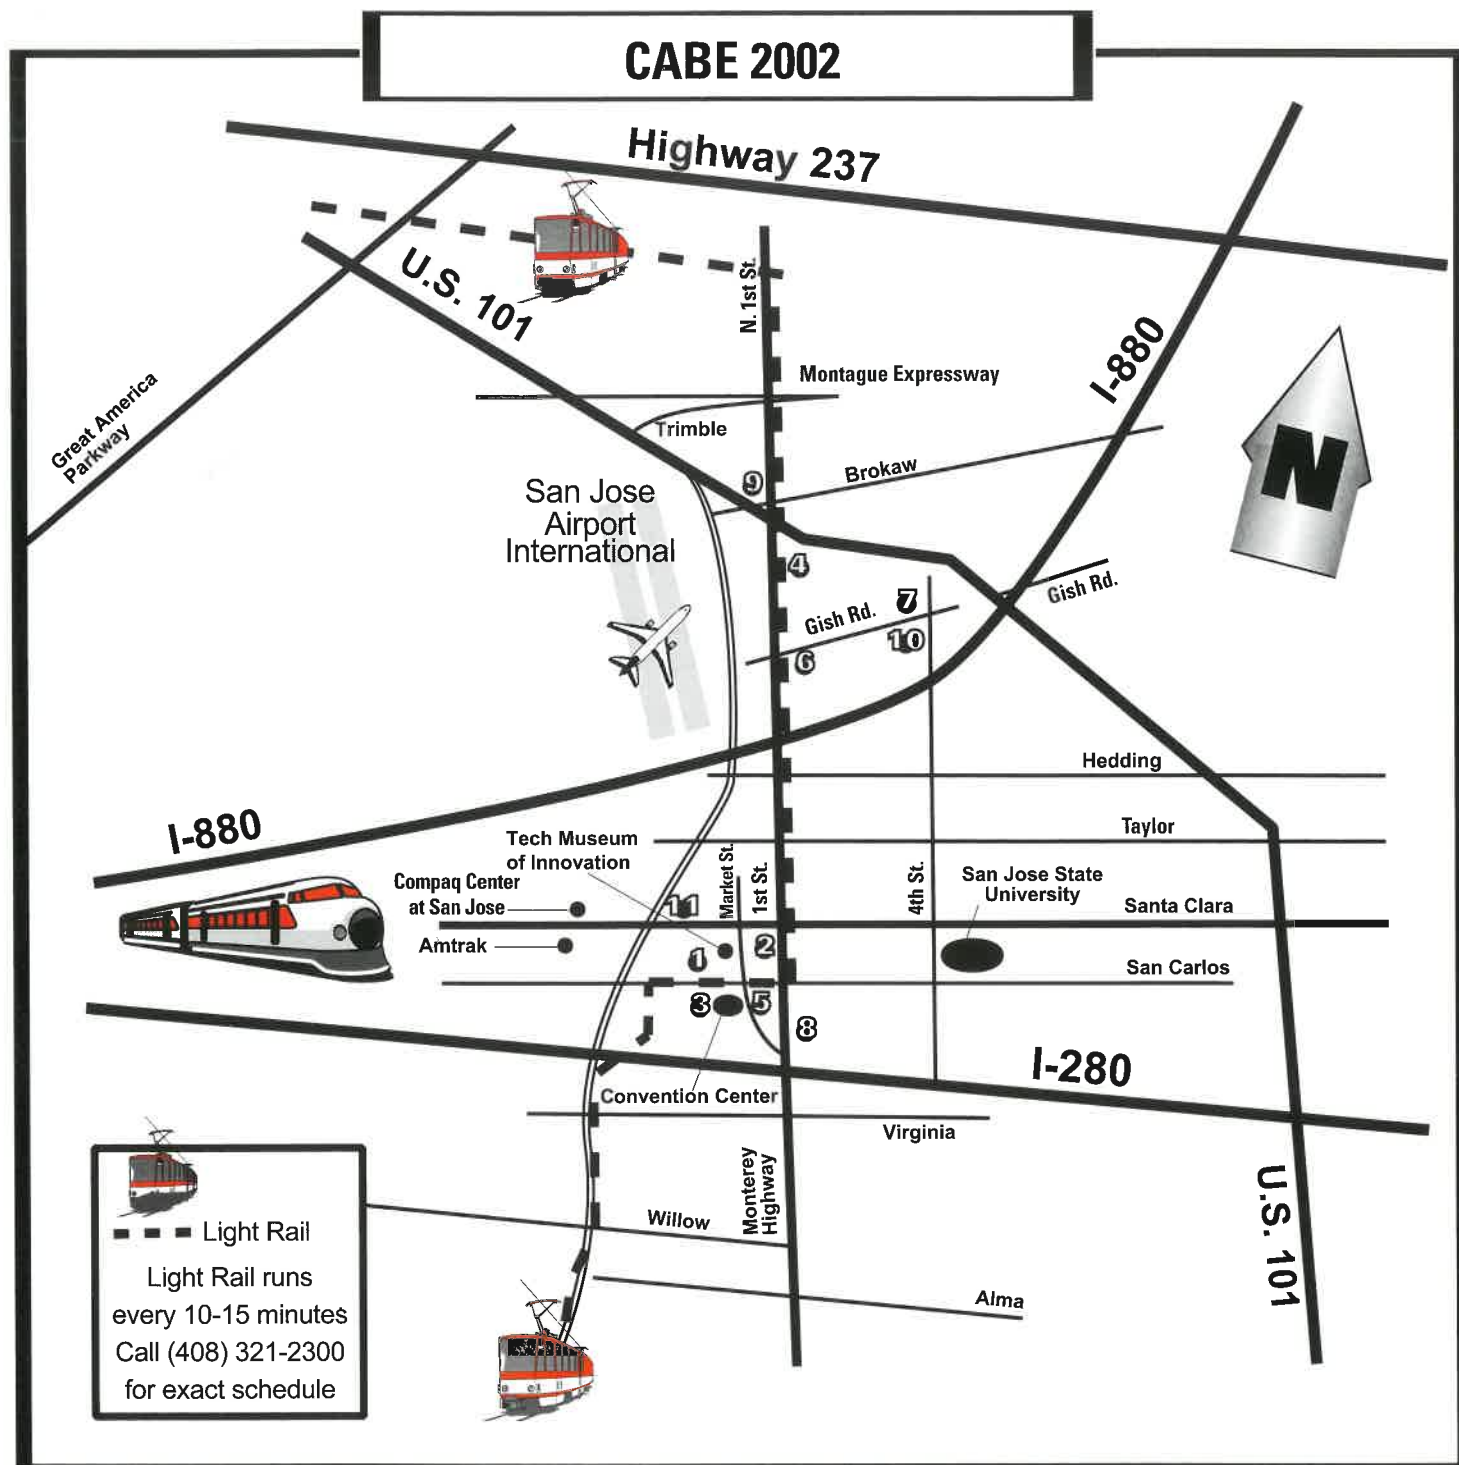 CABE 2002
Highway 237
U.S. 101
N. 1st St.
I-880
Montague Expressway
Great America
Parkway
Trimble
Brokaw
N
9
San Jose
Airport
International
4
7
Gish Rd.
Gish Rd.
10
6
Hedding
I-880
Taylor
Tech Museum
of Innovation
Market St.
1st St.
4th St.
San Jose State
University
Compaq Center
at San Jose
11
Santa Clara
Amtrak
1
2
San Carlos
3
5
8
I-280
Convention Center
Virginia
Monterey
Highway
U.S. 101
Willow
Alma
Light Rail
Light Rail runs
every 10-15 minutes
Call (408) 321-2300
for exact schedule